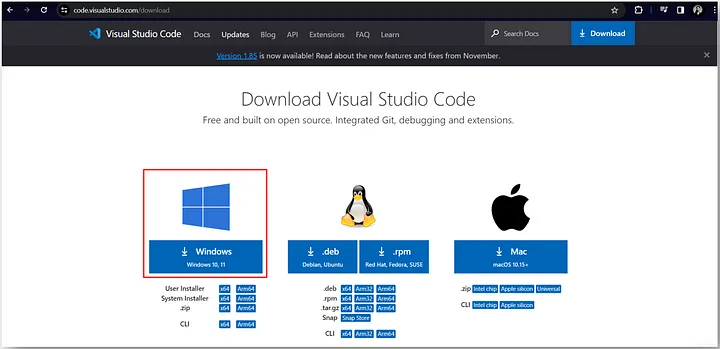 code.visualstudio.com/download
Visual Studio Code Docs Updates Blog API Extensions FAQ Learn Search Docs Download
Version 1.85 is now available! Read about the new features and fixes from November.
Download Visual Studio Code
Free and built on open source. Integrated Git, debugging and extensions.
Windows
Windows 10, 11
User Installer x64 Arm64
System Installer x64 Arm64
.zip x64 Arm64
CLI x64 Arm64
.deb
Debian, Ubuntu
.rpm
Red Hat, Fedora, SUSE
.deb x64 Arm32 Arm64
.rpm x64 Arm32 Arm64
.tar.gz x64 Arm32 Arm64
Snap Snap Store
CLI x64 Arm32 Arm64
Mac
macOS 10.15+
.zip Intel chip Apple silicon Universal
CLI Intel chip Apple silicon